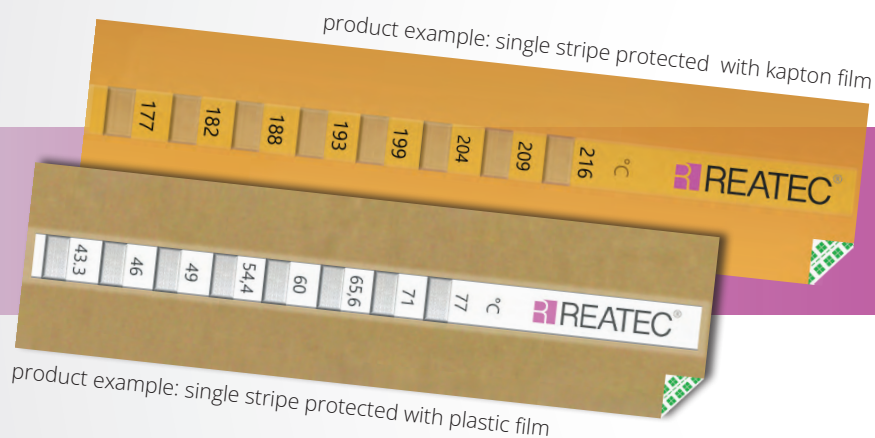 product example: single stripe protected  with kapton film
177 182 188 193 199 204 209 216 °C REATEC®
43.3 46 49 54,4 60 65,6 71 77 °C REATEC®
product example: single stripe protected with plastic film